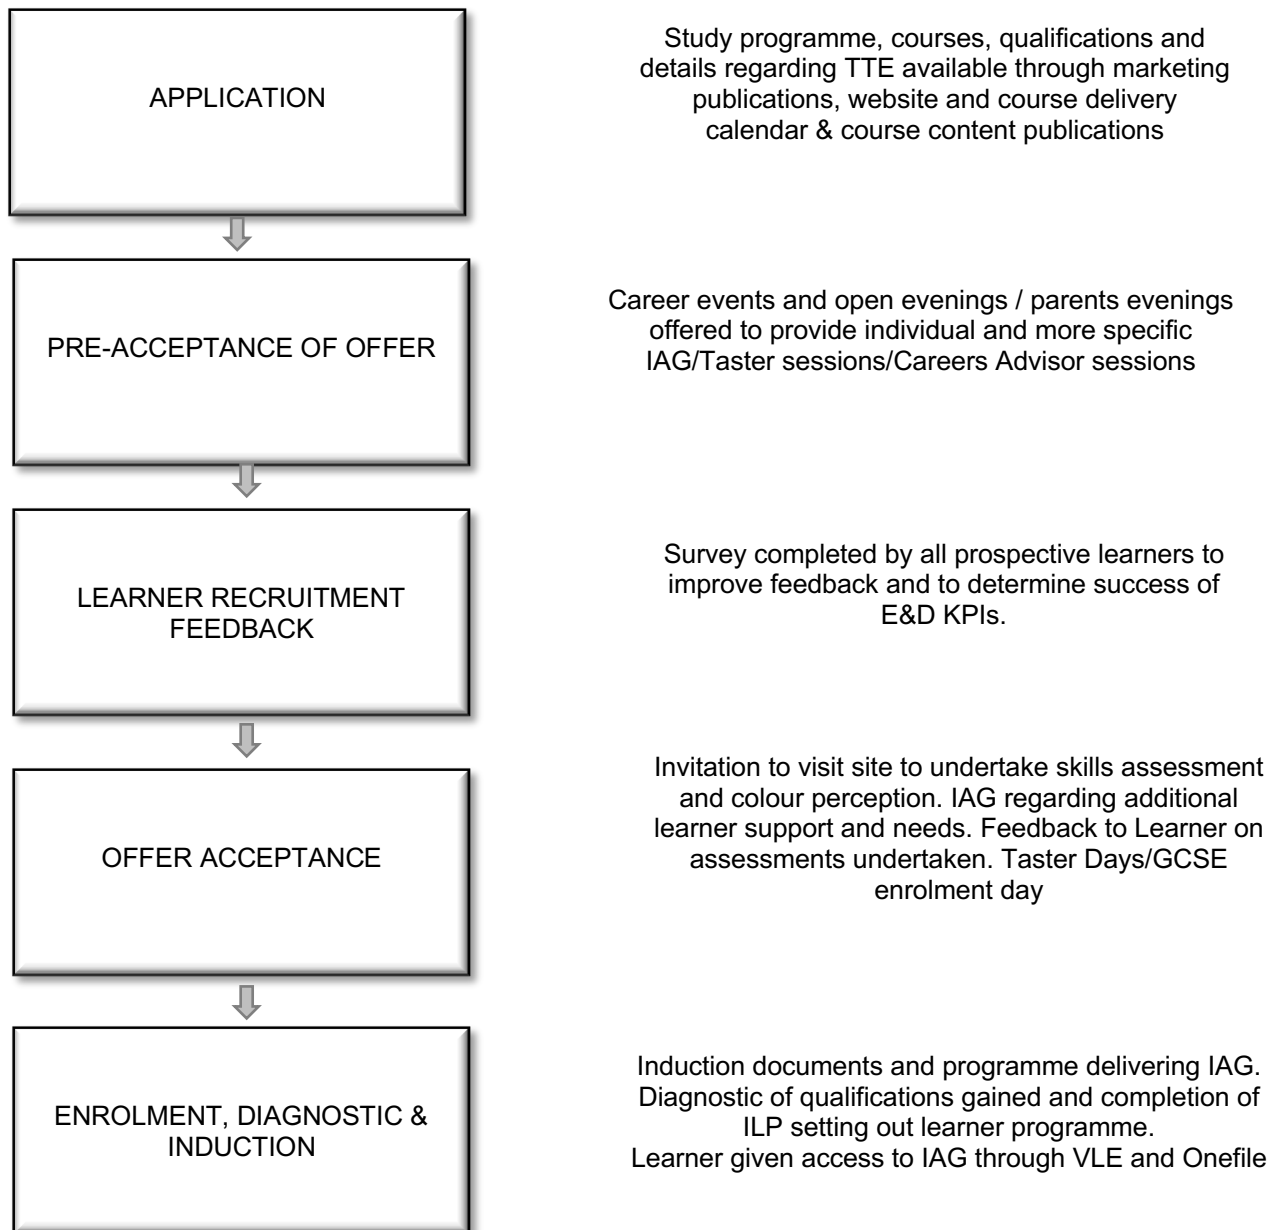 APPLICATION
Study programme, courses, qualifications and
details regarding TTE available through marketing
publications, website and course delivery
calendar & course content publications
PRE-ACCEPTANCE OF OFFER
Career events and open evenings / parents evenings
offered to provide individual and more specific
IAG/Taster sessions/Careers Advisor sessions
LEARNER RECRUITMENT
FEEDBACK
Survey completed by all prospective learners to
improve feedback and to determine success of
E&D KPIs.
OFFER ACCEPTANCE
Invitation to visit site to undertake skills assessment
and colour perception. IAG regarding additional
learner support and needs. Feedback to Learner on
assessments undertaken. Taster Days/GCSE
enrolment day
ENROLMENT, DIAGNOSTIC &
INDUCTION
Induction documents and programme delivering IAG.
Diagnostic of qualifications gained and completion of
ILP setting out learner programme.
Learner given access to IAG through VLE and Onefile